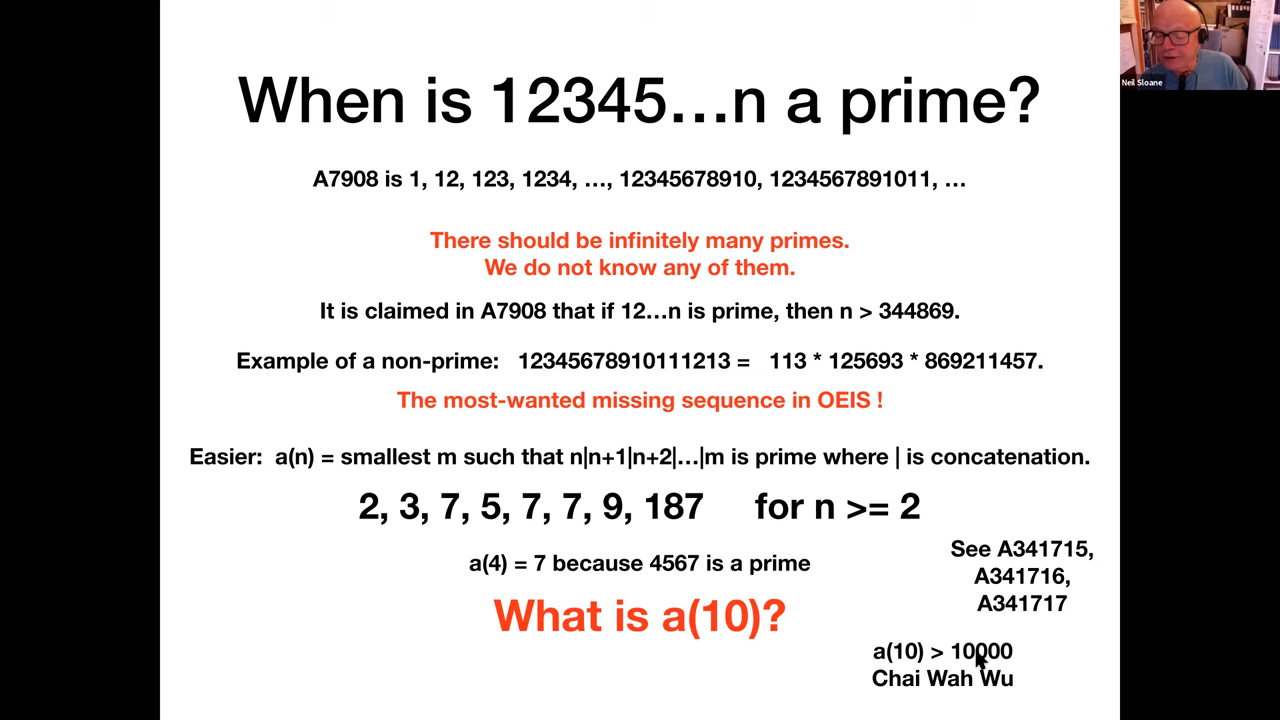 Neil Sloane
When is 12345…n a prime?
A7908 is 1, 12, 123, 1234, …, 12345678910, 1234567891011, …
There should be infinitely many primes.
We do not know any of them.
It is claimed in A7908 that if 12…n is prime, then n > 344869.
Example of a non-prime: 12345678910111213 = 113 * 125693 * 869211457.
The most-wanted missing sequence in OEIS !
Easier: a(n) = smallest m such that n|n+1|n+2|…|m is prime where | is concatenation.
2, 3, 7, 5, 7, 7, 9, 187 for n >= 2
a(4) = 7 because 4567 is a prime
See A341715,
A341716,
A341717
What is a(10)?
a(10) > 10000
Chai Wah Wu